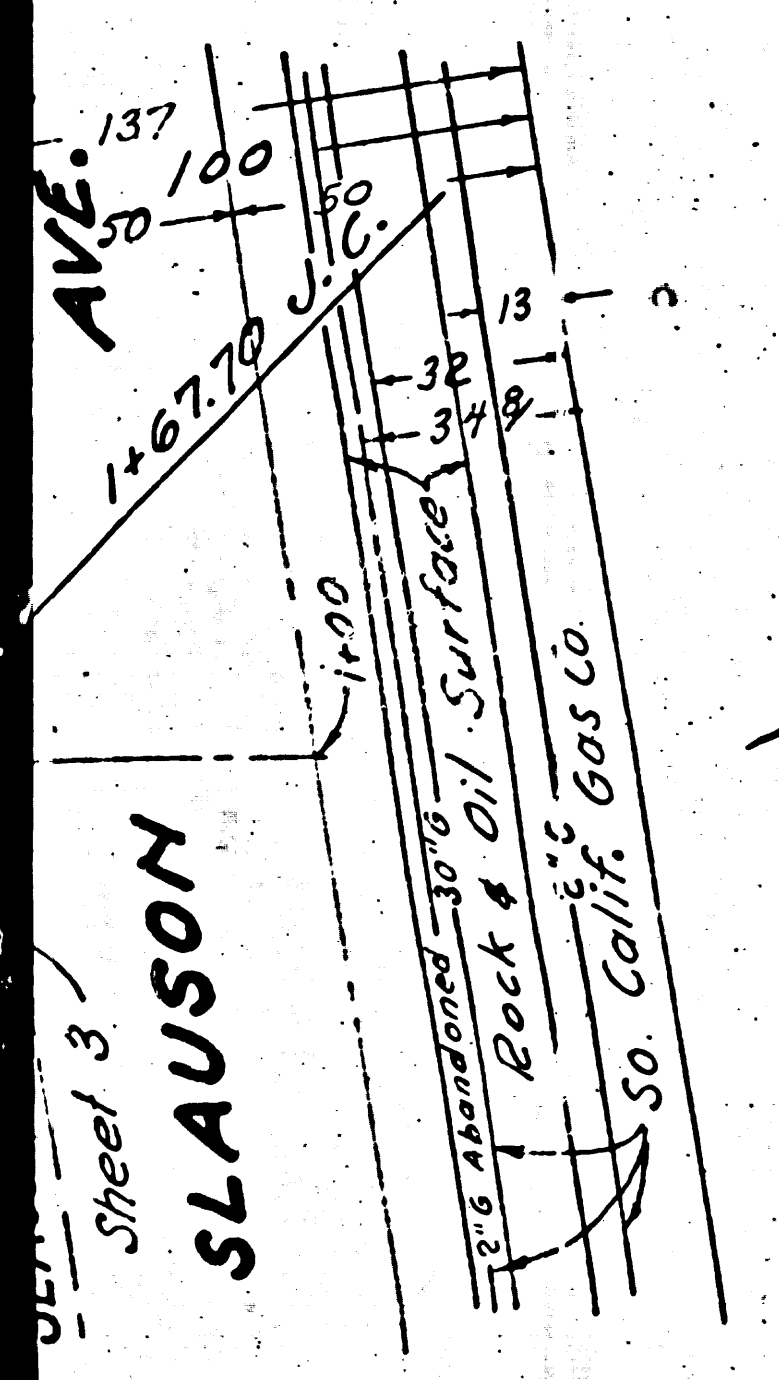 SLAUSON AVE.
Sheet 3
137
100
50
50
1+67.70 J.C.
1+00
13
32
34
8
2"G Abandoned
30"G
Rock & Oil Surface
So. Calif. Gas Co.